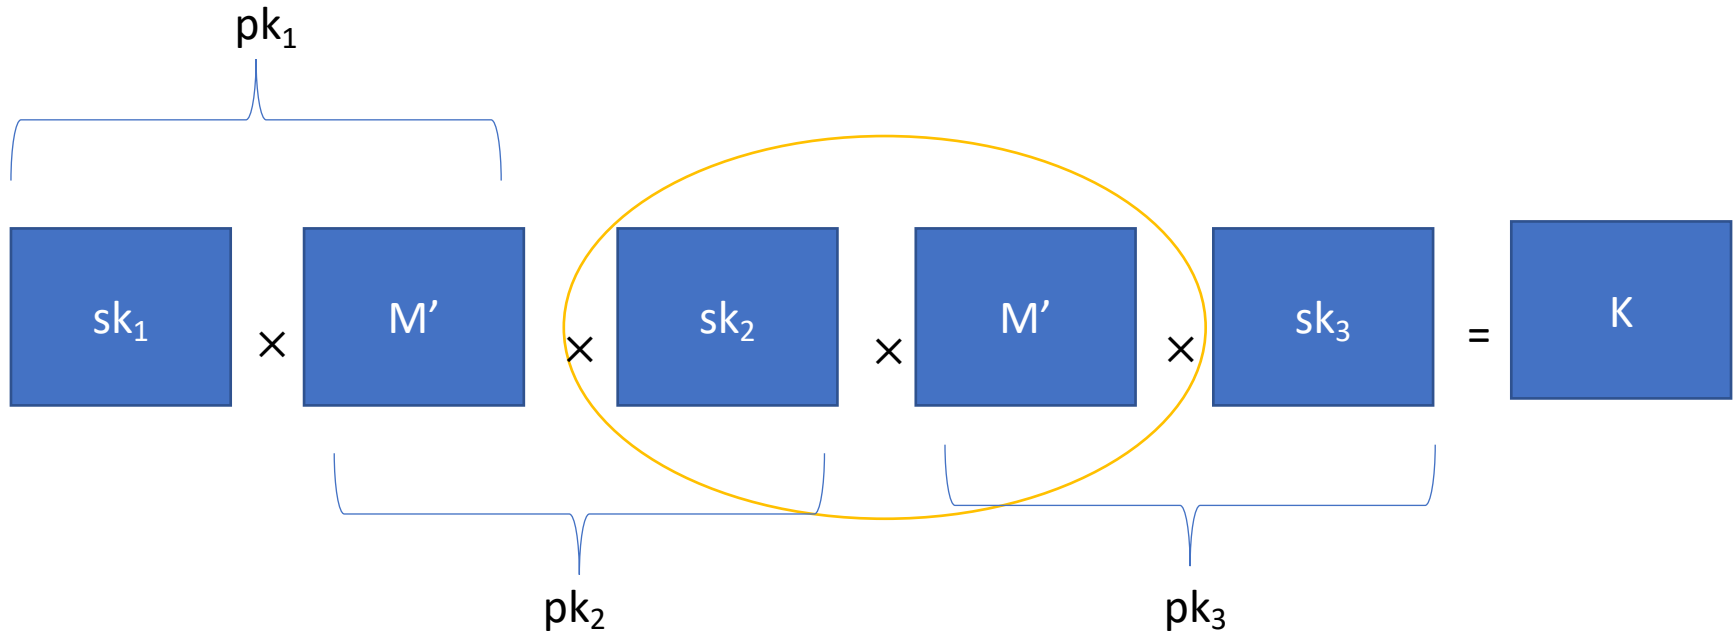 pk₁
sk₁ × M’ × sk₂ × M’ × sk₃ = K
pk₂ pk₃